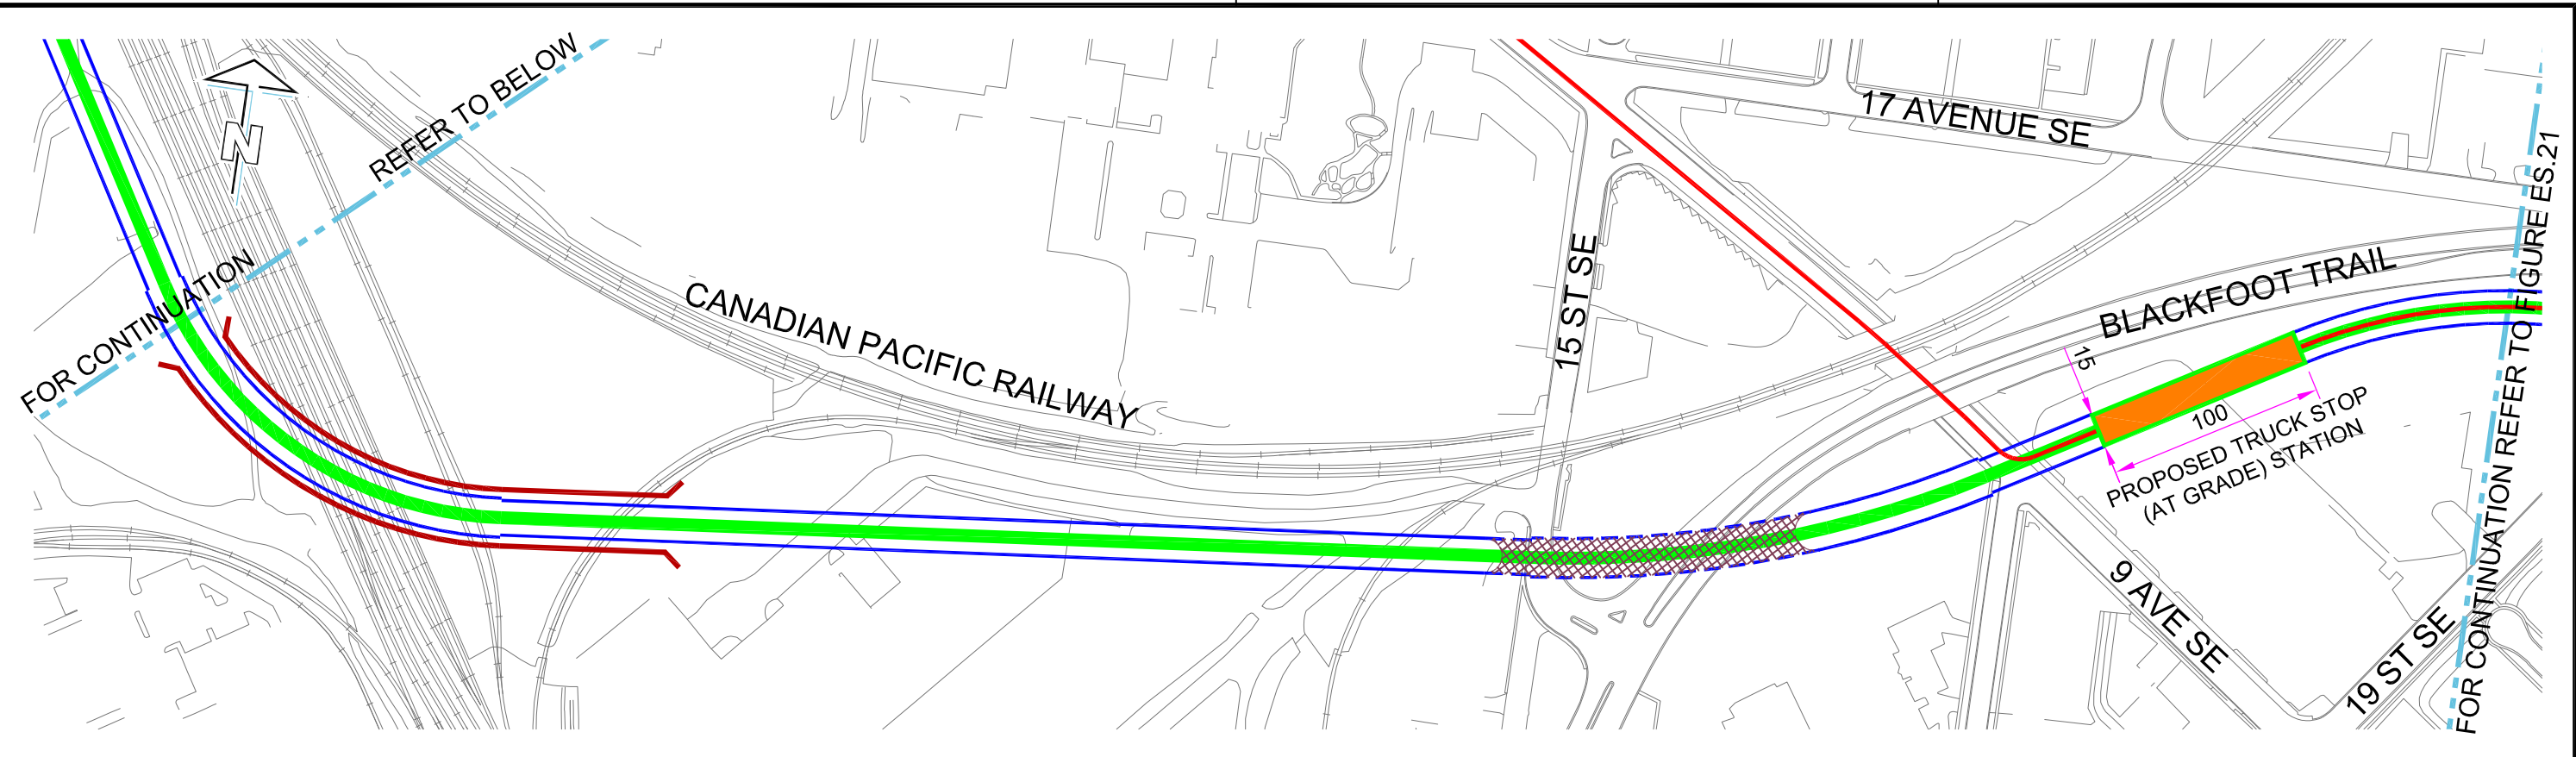 N
REFER TO BELOW
FOR CONTINUATION
CANADIAN PACIFIC RAILWAY
15 ST SE
17 AVENUE SE
BLACKFOOT TRAIL
15
100
PROPOSED TRUCK STOP
(AT GRADE) STATION
9 AVE SE
19 ST SE
FOR CONTINUATION REFER TO FIGURE ES.21